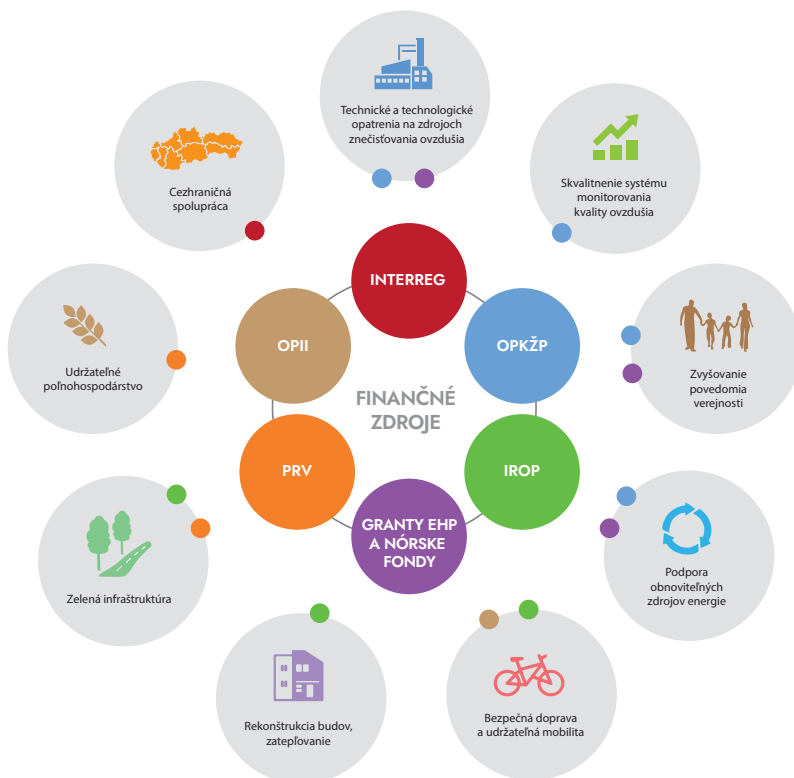 Technické a technologické
opatrenia na zdrojoch
znečisťovania ovzdušia
Skvalitnenie systému
monitorovania
kvality ovzdušia
Cezhraničná
spolupráca
INTERREG
OPII
OPKŽP
Udržateľné
poľnohospodárstvo
Zvyšovanie
povedomia
verejnosti
FINANČNÉ
ZDROJE
PRV
IROP
GRANTY EHP
A NÓRSKE
FONDY
Zelená infraštruktúra
Podpora
obnoviteľných
zdrojov energie
Rekonštrukcia budov,
zatepľovanie
Bezpečná doprava
a udržateľná mobilita